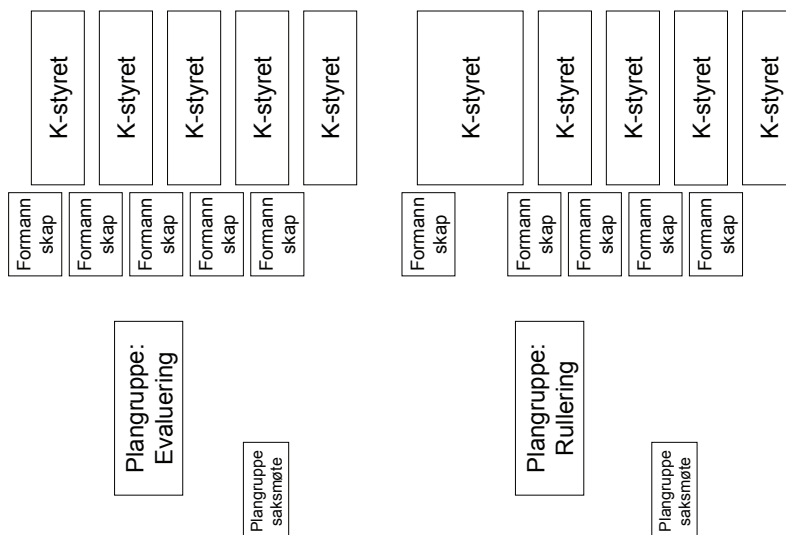 K-styret
K-styret
K-styret
K-styret
K-styret
K-styret
K-styret
K-styret
K-styret
K-styret
Formann
skap
Formann
skap
Formann
skap
Formann
skap
Formann
skap
Formann
skap
Formann
skap
Formann
skap
Formann
skap
Formann
skap
Plangruppe:
Evaluering
Plangruppe:
Rullering
Plangruppe
saksmøte
Plangruppe
saksmøte